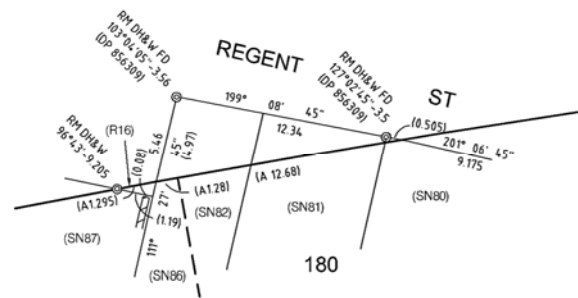 RM DH&W FD
103°04'05"-3.56
(DP 856309)
REGENT
ST
RM DH&W FD
127°02'45"-3.5
(DP 856309)
199° 08' 45"
12.34
(0.505)
201° 06' 45"
9.175
RM DH&W
96°43'-9.205
(R16)
(0.08)
5.46
45"
(4.97)
27'
111°
(A1.295)
(1.19)
(A1.28)
(A 12.68)
(SN87)
(SN86)
(SN82)
(SN81)
(SN80)
180